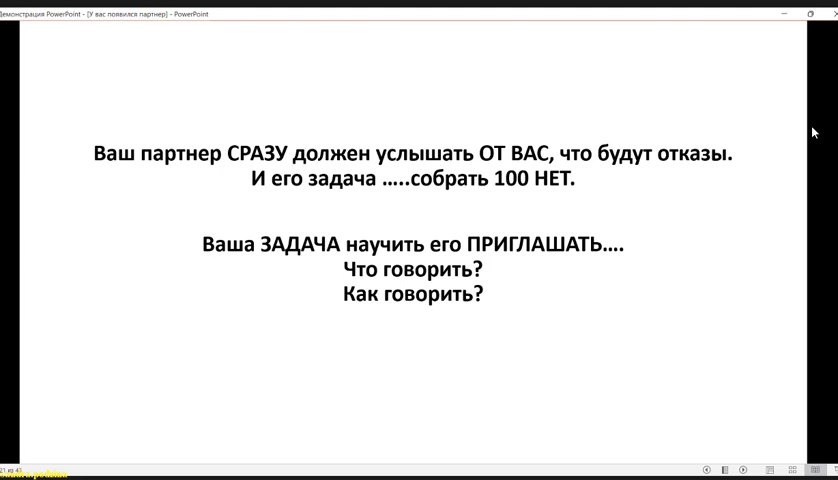 Демонстрация PowerPoint - [У вас появился партнер] - PowerPoint
Ваш партнер СРАЗУ должен услышать ОТ ВАС, что будут отказы.
И его задача …..собрать 100 НЕТ.
Ваша ЗАДАЧА научить его ПРИГЛАШАТЬ….
Что говорить?
Как говорить?
21 из 41